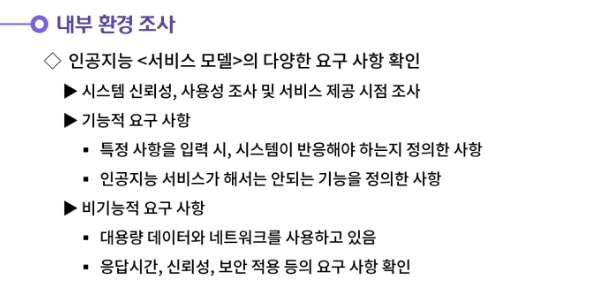 내부 환경 조사
◇ 인공지능 <서비스 모델>의 다양한 요구 사항 확인
▶ 시스템 신뢰성, 사용성 조사 및 서비스 제공 시점 조사
▶ 기능적 요구 사항
▪ 특정 사항을 입력 시, 시스템이 반응해야 하는지 정의한 사항
▪ 인공지능 서비스가 해서는 안되는 기능을 정의한 사항
▶ 비기능적 요구 사항
▪ 대용량 데이터와 네트워크를 사용하고 있음
▪ 응답시간, 신뢰성, 보안 적용 등의 요구 사항 확인